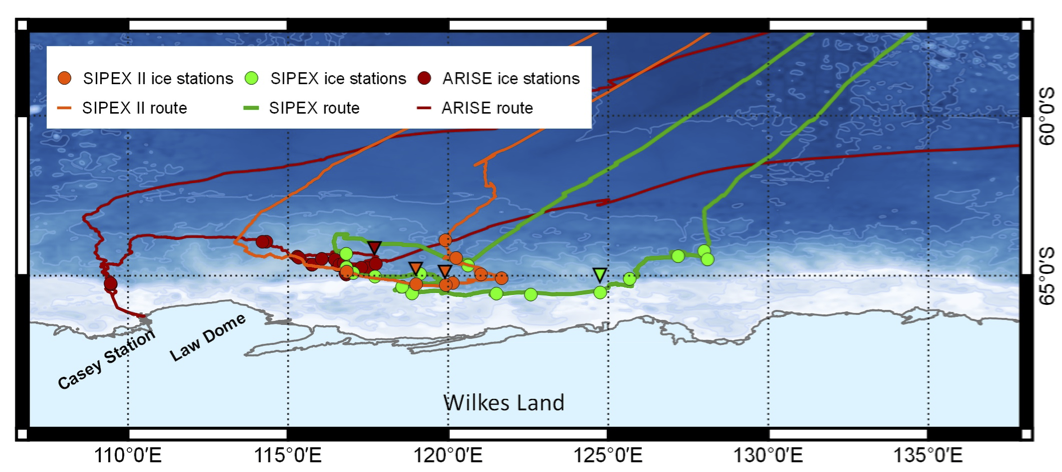 SIPEX II ice stations SIPEX ice stations ARISE ice stations
SIPEX II route SIPEX route ARISE route
60°0'S
65°0'S
Casey Station
Law Dome
Wilkes Land
110°0'E 115°0'E 120°0'E 125°0'E 130°0'E 135°0'E